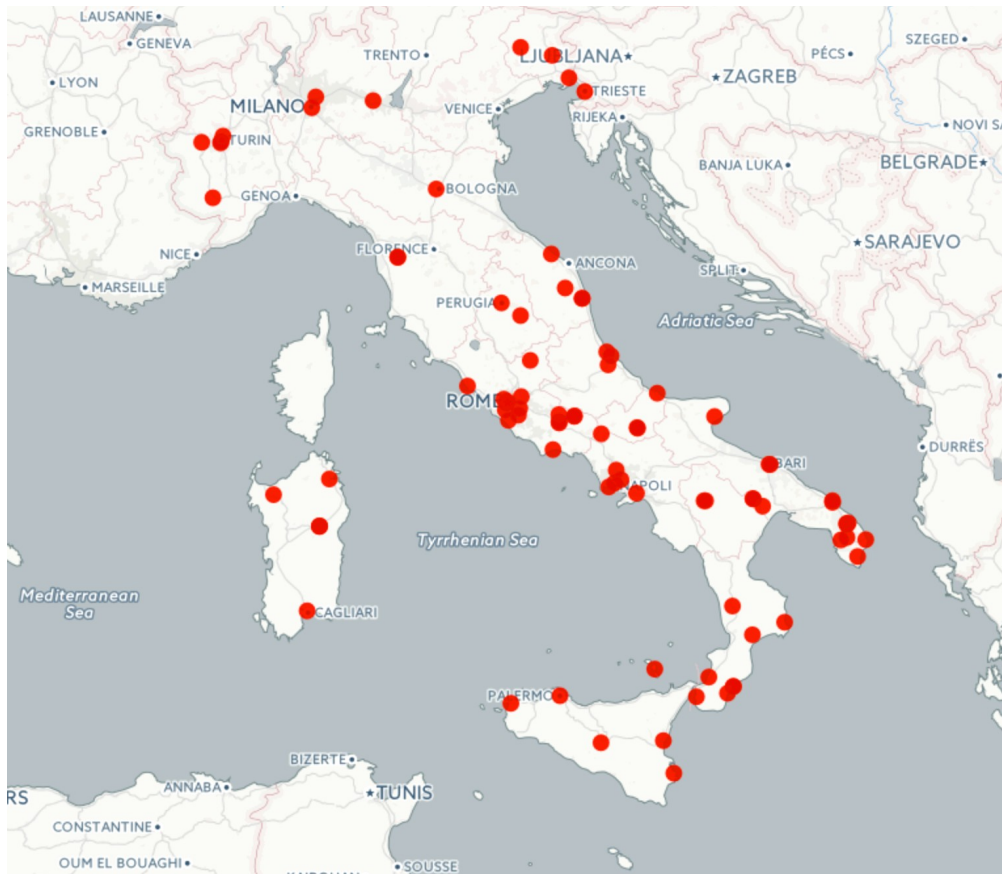 LAUSANNE
GENEVA
TRENTO
LJUBLJANA
PÉCS
SZEGED
LYON
ZAGREB
MILANO
VENICE
TRIESTE
GRENOBLE
TURIN
RIJEKA
NOVI SA
BANJA LUKA
BELGRADE
BOLOGNA
GENOA
FLORENCE
SARAJEVO
NICE
ANCONA
SPLIT
MARSEILLE
PERUGIA
Adriatic Sea
ROME
DURRËS
BARI
NAPOLI
Tyrrhenian Sea
Mediterranean
Sea
CAGLIARI
PALERMO
BIZERTE
ANNABA
TUNIS
RS
CONSTANTINE
OUM EL BOUAGHI
SOUSSE